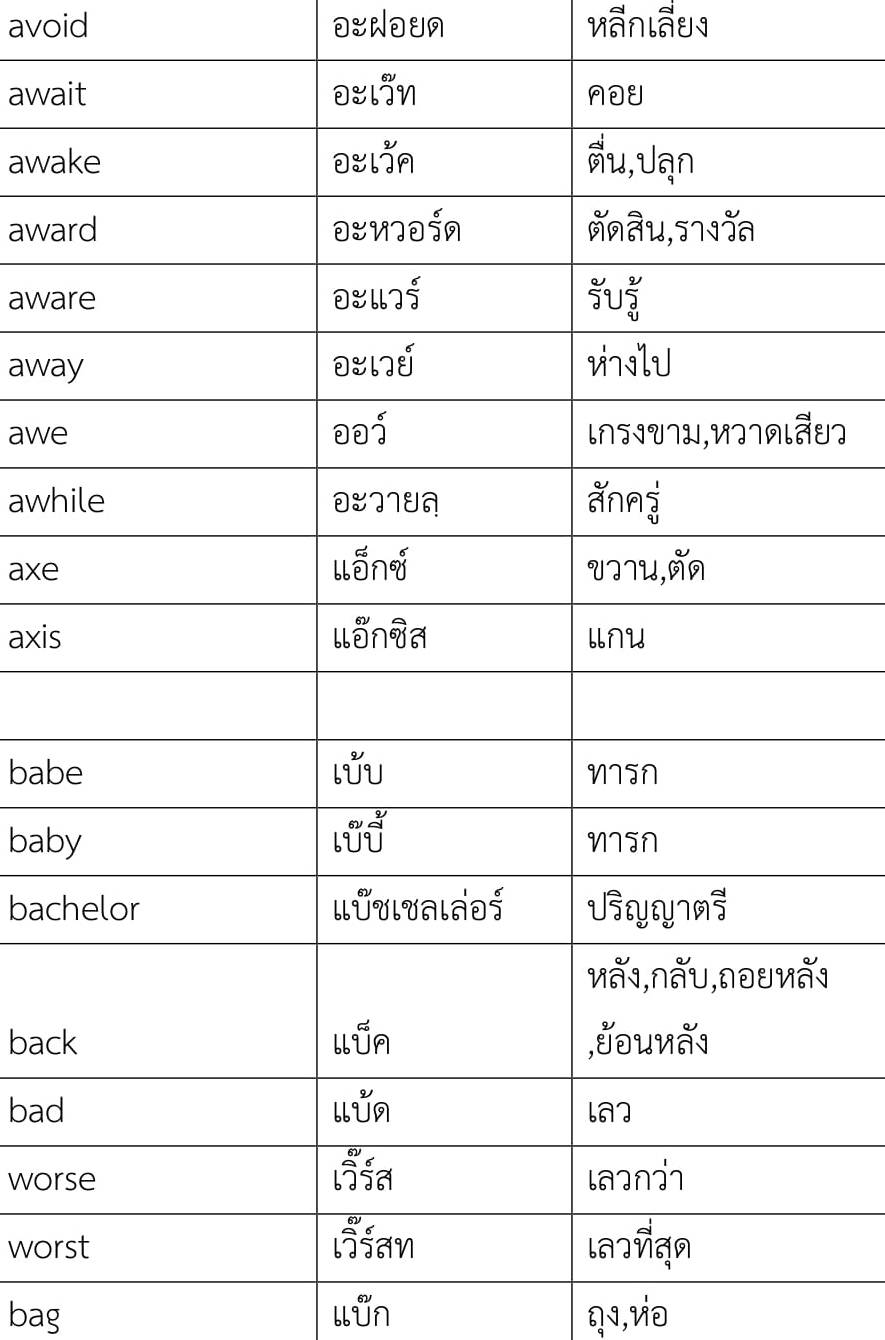 avoid อะฝอยด หลีกเลี่ยง
await อะเว๊ท คอย
awake อะเว้ค ตื่น,ปลุก
award อะหวอร์ด ตัดสิน,รางวัล
aware อะแวร์ รับรู้
away อะเวย์ ห่างไป
awe ออว์ เกรงขาม,หวาดเสียว
awhile อะวายลฺ สักครู่
axe แอ็กซ์ ขวาน,ตัด
axis แอ๊กซิส แกน
babe เบ้บ ทารก
baby เบ๊บี้ ทารก
bachelor แบ๊ชเชลเล่อร์ ปริญญาตรี
หลัง,กลับ,ถอยหลัง
back แบ็ค ,ย้อนหลัง
bad แบ้ด เลว
worse เวิ๊ร์ส เลวกว่า
worst เวิ๊ร์สท เลวที่สุด
bag แบ๊ก ถุง,ห่อ